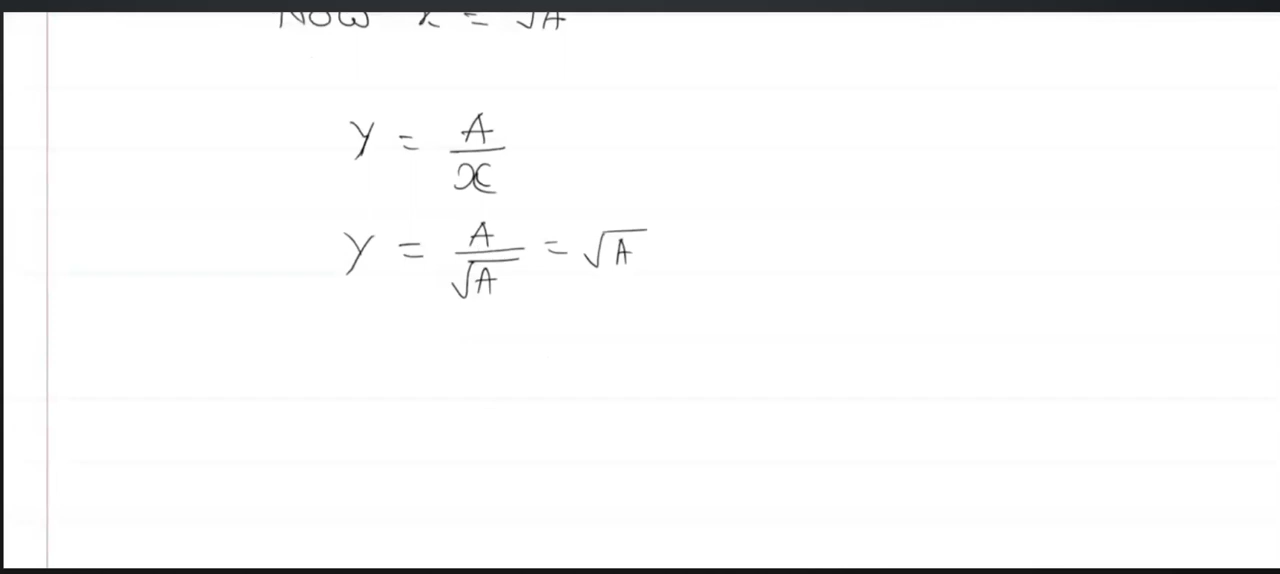 Now x = √A
y = A/x
y = A/√A = √A